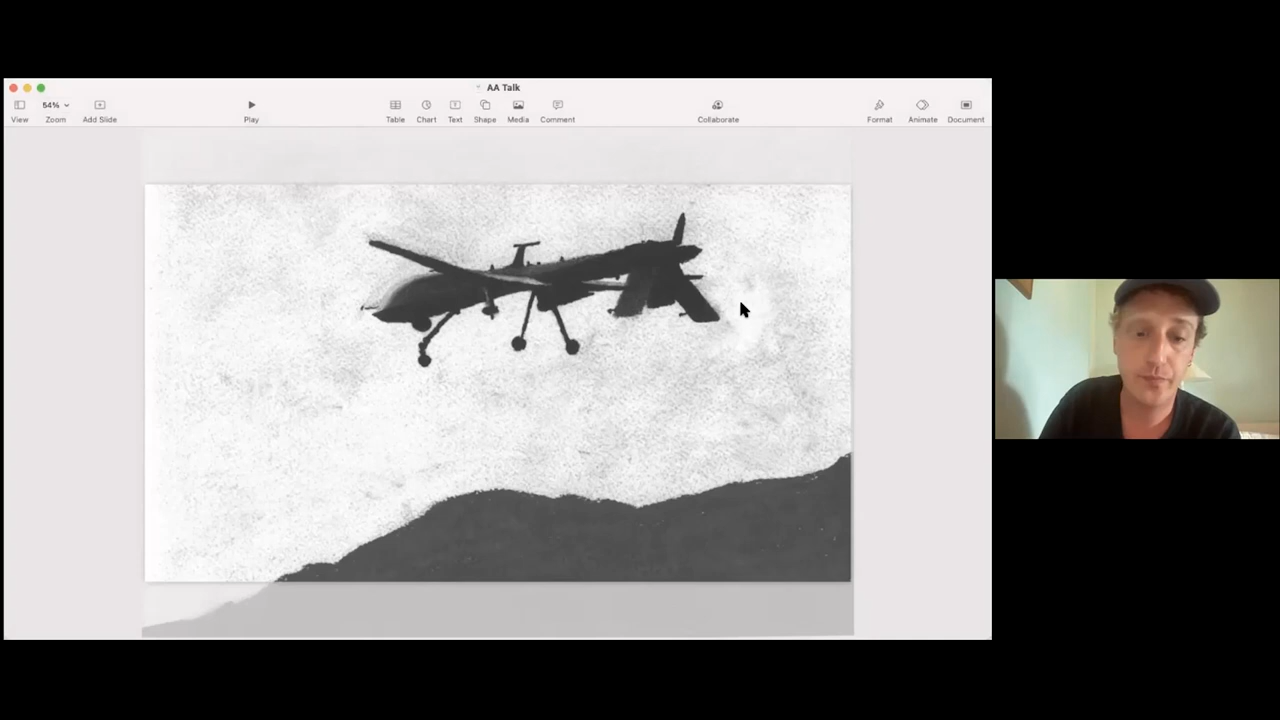 AA Talk
54%
View Zoom Add Slide Play Table Chart Text Shape Media Comment Collaborate Format Animate Document